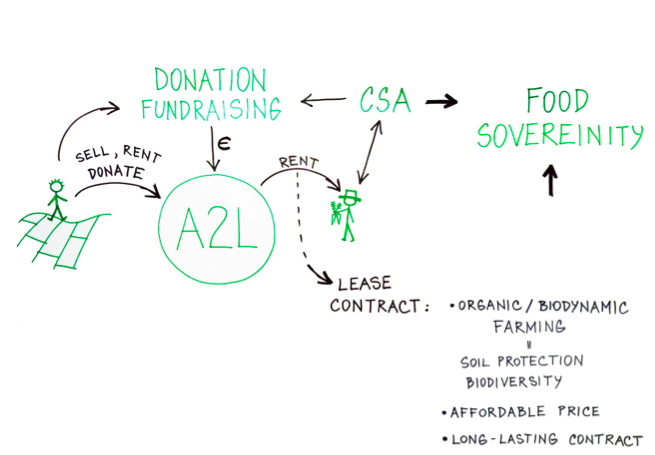 DONATION
FUNDRAISING
CSA
FOOD
SOVEREINITY
€
SELL, RENT
DONATE
RENT
A2L
LEASE
CONTRACT:
• ORGANIC / BIODYNAMIC
FARMING
=
SOIL PROTECTION
BIODIVERSITY
• AFFORDABLE PRICE
• LONG-LASTING CONTRACT